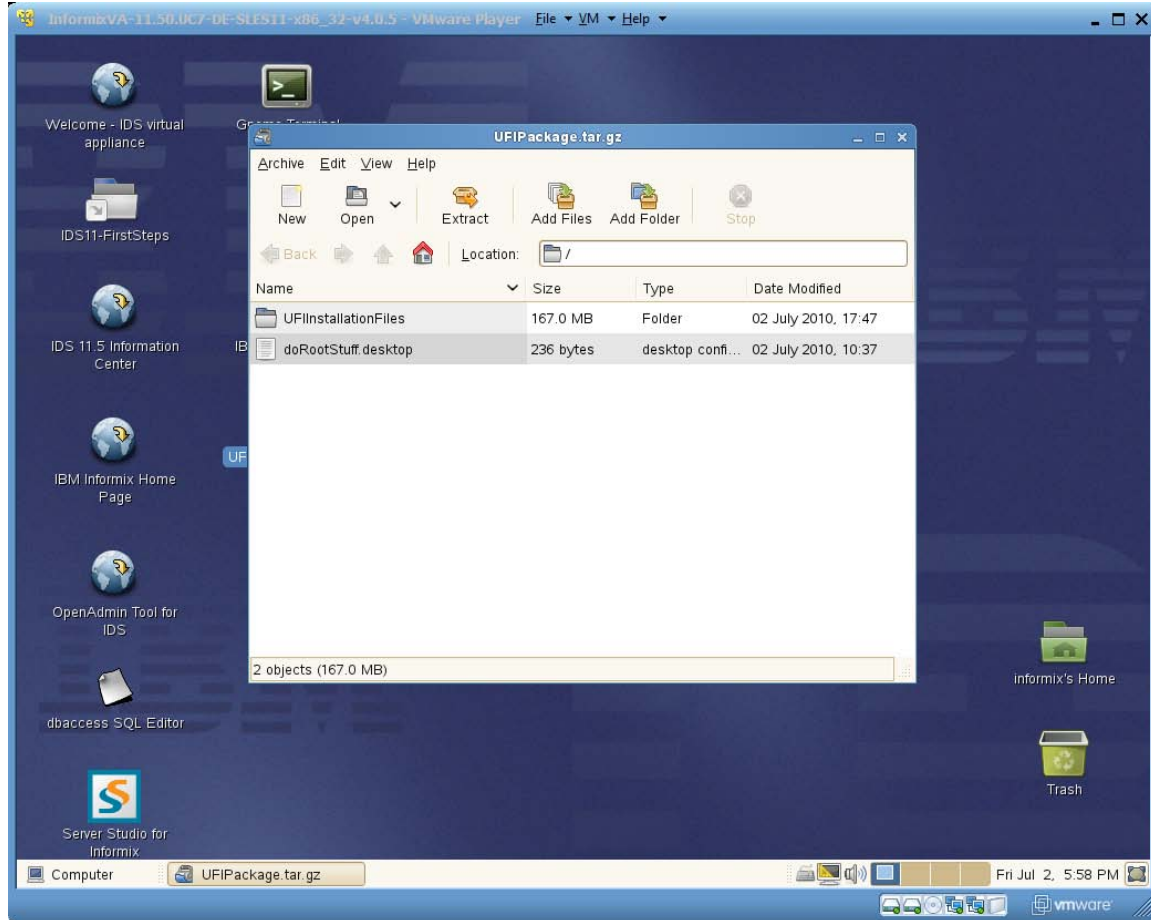 InformixVA-11.50.UC7-DE-SLES11-x86_32-v4.0.5 - VMware Player File VM Help
Welcome - IDS virtual appliance
Gnome Terminal
UFIPackage.tar.gz
Archive Edit View Help
New Open Extract Add Files Add Folder Stop
Back Location: /
Name Size Type Date Modified
UFIInstallationFiles 167.0 MB Folder 02 July 2010, 17:47
doRootStuff.desktop 236 bytes desktop confi... 02 July 2010, 10:37
2 objects (167.0 MB)
IDS11-FirstSteps
IDS 11.5 Information Center
IB
IBM Informix Home Page
UF
OpenAdmin Tool for IDS
dbaccess SQL Editor
Server Studio for Informix
informix's Home
Trash
Computer UFIPackage.tar.gz Fri Jul 2, 5:58 PM
vmware